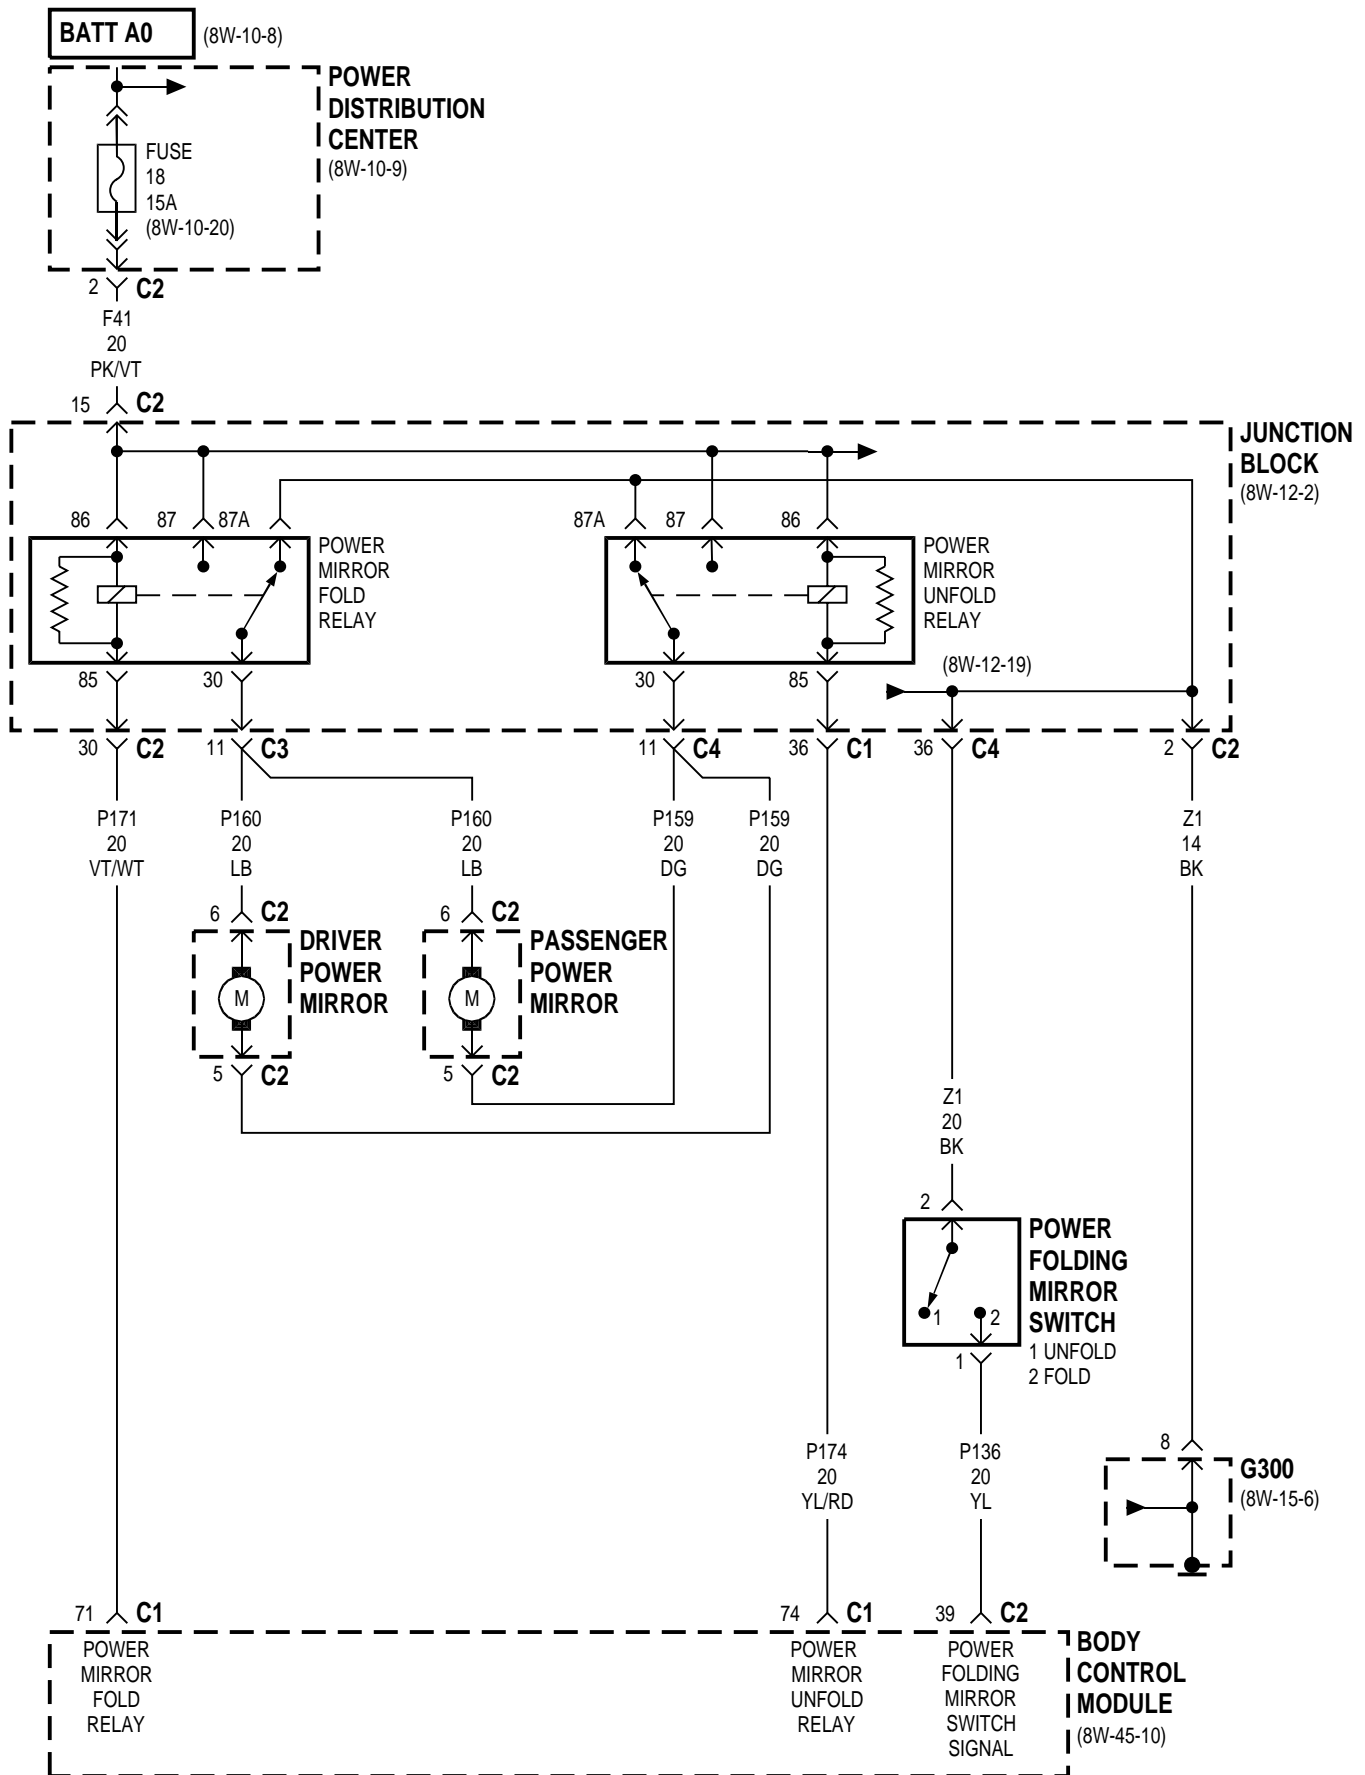 BATT A0 (8W-10-8)
POWER
DISTRIBUTION
CENTER
(8W-10-9)
FUSE
18
15A
(8W-10-20)
2 C2
F41
20
PK/VT
15 C2
JUNCTION
BLOCK
(8W-12-2)
86 87 87A 87A 87 86
POWER
MIRROR
FOLD
RELAY
POWER
MIRROR
UNFOLD
RELAY
85 30 30 85
(8W-12-19)
30 C2 11 C3 11 C4 36 C1 36 C4 2 C2
P171
20
VT/WT
P160
20
LB
P160
20
LB
P159
20
DG
P159
20
DG
Z1
14
BK
6 C2
6 C2
DRIVER
POWER
MIRROR
PASSENGER
POWER
MIRROR
M
M
5 C2
5 C2
Z1
20
BK
2
POWER
FOLDING
MIRROR
SWITCH
1 UNFOLD
2 FOLD
1 2
1
P174
20
YL/RD
P136
20
YL
8
G300
(8W-15-6)
71 C1 74 C1 39 C2
POWER
MIRROR
FOLD
RELAY
POWER
MIRROR
UNFOLD
RELAY
POWER
FOLDING
MIRROR
SWITCH
SIGNAL
BODY
CONTROL
MODULE
(8W-45-10)